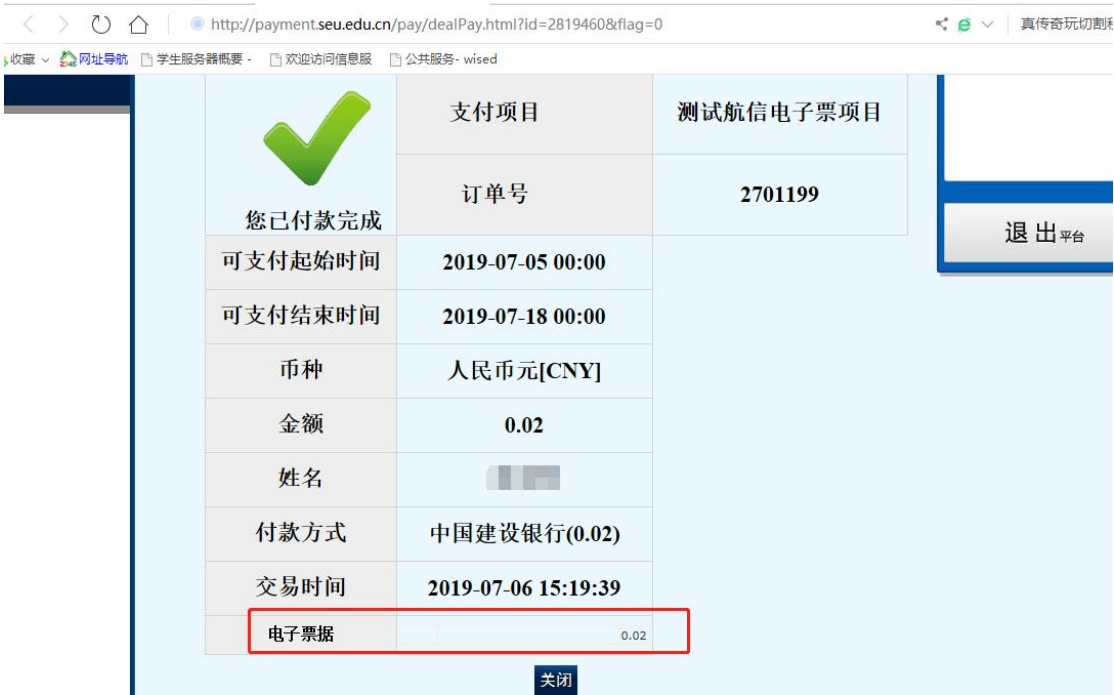 http://payment.seu.edu.cn/pay/dealPay.html?id=2819460&flag=0
真传奇玩切割
收藏 网址导航 学生服务器概要 - 欢迎访问信息服 公共服务- wised
支付项目 测试航信电子票项目
订单号 2701199
您已付款完成
退出平台
可支付起始时间 2019-07-05 00:00
可支付结束时间 2019-07-18 00:00
币种 人民币元[CNY]
金额 0.02
姓名
付款方式 中国建设银行(0.02)
交易时间 2019-07-06 15:19:39
电子票据 0.02
关闭